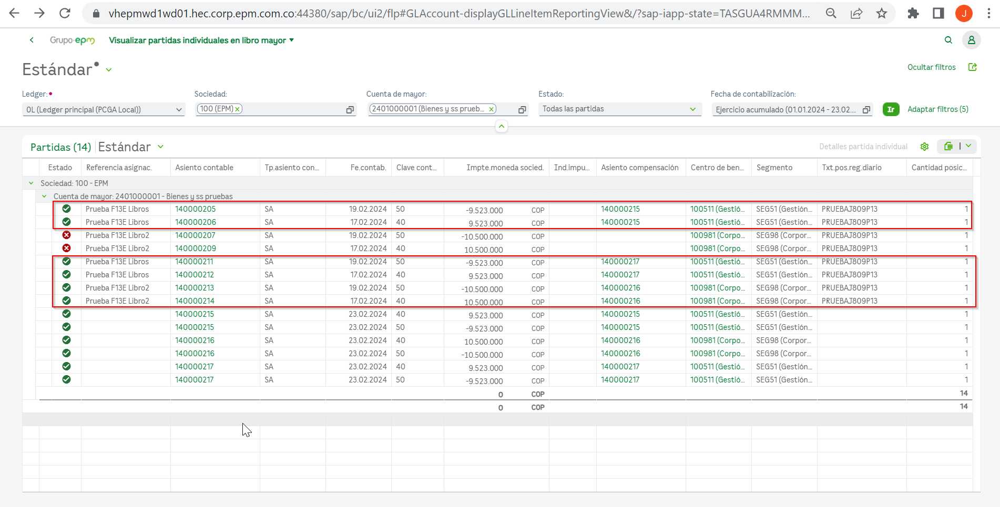 vhepmwd1wd01.hec.corp.epm.com.co:44380/sap/bc/ui2/flp#GLAccount-displayGLLineItemReportingView&/?sap-iapp-state=TASGUA4RMMM...
J
Grupo·epm Visualizar partidas individuales en libro mayor
Estándar
Ocultar filtros
Ledger: Sociedad: Cuenta de mayor: Estado: Fecha de contabilización:
0L (Ledger principal (PCGA Local)) 100 (EPM) 2401000001 (Bienes y ss prueb... Todas las partidas Ejercicio acumulado (01.01.2024 - 23.02.... Ir Adaptar filtros (5)
Partidas (14) Estándar Detalles partida individual
Estado Referencia asignac. Asiento contable Tp.asiento con... Fe.contab. Clave cont... Impte.moneda socied. Ind.impu... Asiento compensación Centro de ben... Segmento Txt.pos.reg.diario Cantidad posic...
Sociedad: 100 - EPM
Cuenta de mayor: 2401000001 - Bienes y ss pruebas
Prueba F13E Libros 140000205 SA 19.02.2024 50 -9.523.000 COP 140000215 100511 (Gestió... SEG51 (Gestión... PRUEBAJ809P13 1
Prueba F13E Libros 140000206 SA 17.02.2024 40 9.523.000 COP 140000215 100511 (Gestió... SEG51 (Gestión... PRUEBAJ809P13 1
Prueba F13E Libro2 140000207 SA 19.02.2024 50 -10.500.000 COP 100981 (Corpo... SEG98 (Corpor... PRUEBAJ809P13 1
Prueba F13E Libro2 140000209 SA 17.02.2024 40 10.500.000 COP 100981 (Corpo... SEG98 (Corpor... PRUEBAJ809P13 1
Prueba F13E Libros 140000211 SA 19.02.2024 50 -9.523.000 COP 140000217 100511 (Gestió... SEG51 (Gestión... PRUEBAJ809P13 1
Prueba F13E Libros 140000212 SA 17.02.2024 40 9.523.000 COP 140000217 100511 (Gestió... SEG51 (Gestión... PRUEBAJ809P13 1
Prueba F13E Libro2 140000213 SA 19.02.2024 50 -10.500.000 COP 140000216 100981 (Corpo... SEG98 (Corpor... PRUEBAJ809P13 1
Prueba F13E Libro2 140000214 SA 17.02.2024 40 10.500.000 COP 140000216 100981 (Corpo... SEG98 (Corpor... PRUEBAJ809P13 1
140000215 SA 23.02.2024 40 9.523.000 COP 140000215 100511 (Gestió... SEG51 (Gestión... 1
140000215 SA 23.02.2024 50 -9.523.000 COP 140000215 100511 (Gestió... SEG51 (Gestión... 1
140000216 SA 23.02.2024 40 10.500.000 COP 140000216 100981 (Corpo... SEG98 (Corpor... 1
140000216 SA 23.02.2024 50 -10.500.000 COP 140000216 100981 (Corpo... SEG98 (Corpor... 1
140000217 SA 23.02.2024 40 9.523.000 COP 140000217 100511 (Gestió... SEG51 (Gestión... 1
140000217 SA 23.02.2024 50 -9.523.000 COP 140000217 100511 (Gestió... SEG51 (Gestión... 1
0 COP 14
0 COP 14